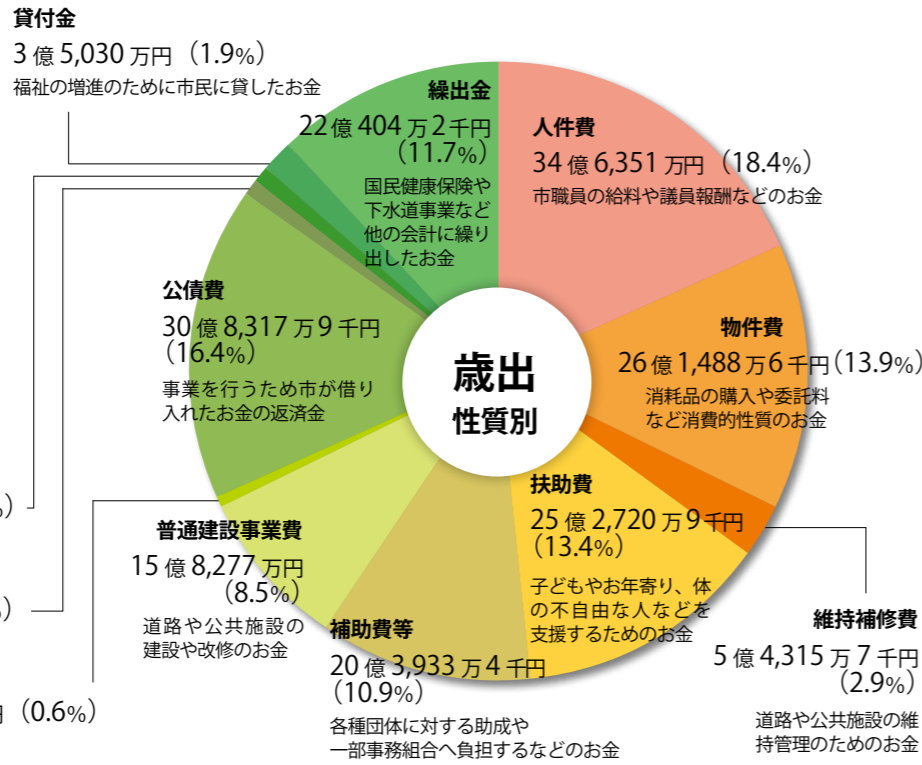 貸付金
3億5,030万円（1.9%）
福祉の増進のために市民に貸したお金
繰出金
22億404万2千円
（11.7%）
国民健康保険や
下水道事業など
他の会計に繰り
出したお金
人件費
34億6,351万円（18.4%）
市職員の給料や議員報酬などのお金
公債費
30億8,317万9千円
（16.4%）
事業を行うため市が借り
入れたお金の返済金
歳出
性質別
物件費
26億1,488万6千円（13.9%）
消耗品の購入や委託料
など消費的性質のお金
扶助費
25億2,720万9千円
（13.4%）
子どもやお年寄り、体
の不自由な人などを
支援するためのお金
%）
普通建設事業費
15億8,277万円
（8.5%）
道路や公共施設の
建設や改修のお金
%）
補助費等
20億3,933万4千円
（10.9%）
各種団体に対する助成や
一部事務組合へ負担するなどのお金
維持補修費
5億4,315万7千円
（2.9%）
道路や公共施設の維
持管理のためのお金
円（0.6%）